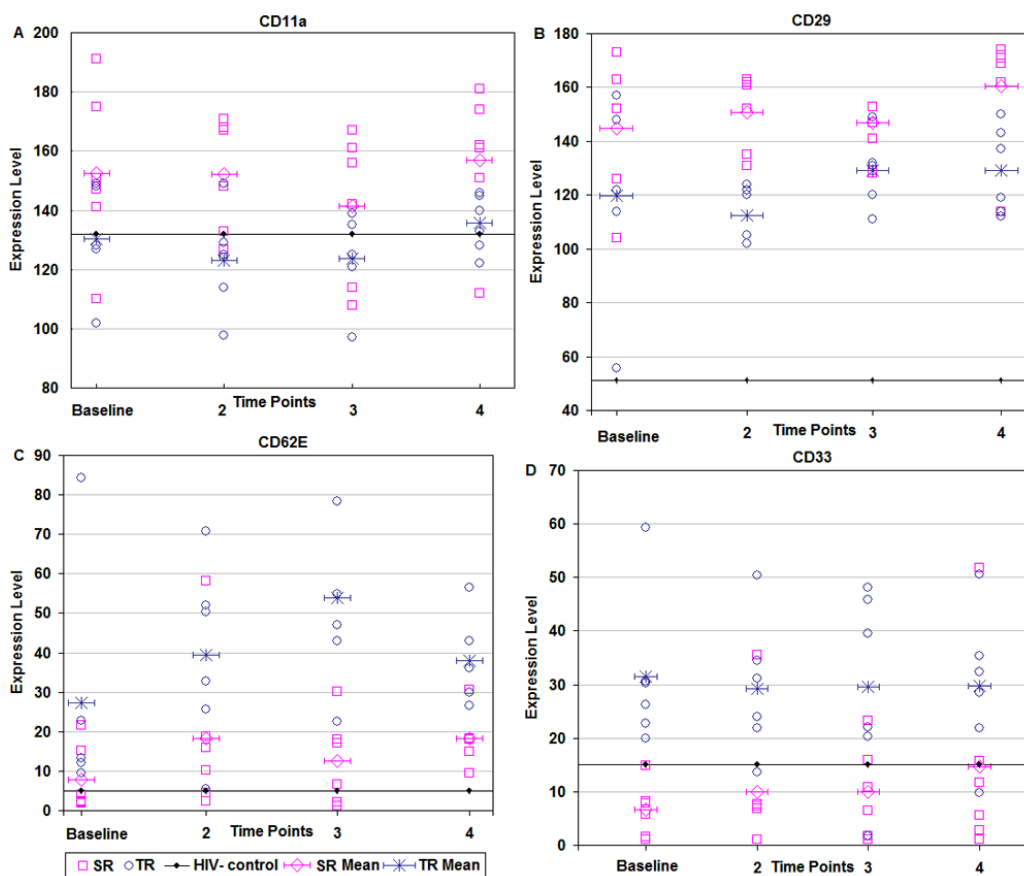 A
CD11a
200
180
160
140
120
100
80
Expression Level
Baseline
2
Time Points
3
4
B
CD29
180
160
140
120
100
80
60
40
Expression Level
Baseline
2
Time Points
3
4
C
CD62E
90
80
70
60
50
40
30
20
10
0
Expression Level
Baseline
2
Time Points
3
4
D
CD33
70
60
50
40
30
20
10
0
Expression Level
Baseline
2
Time Points
3
4
SR TR HIV- control SR Mean TR Mean